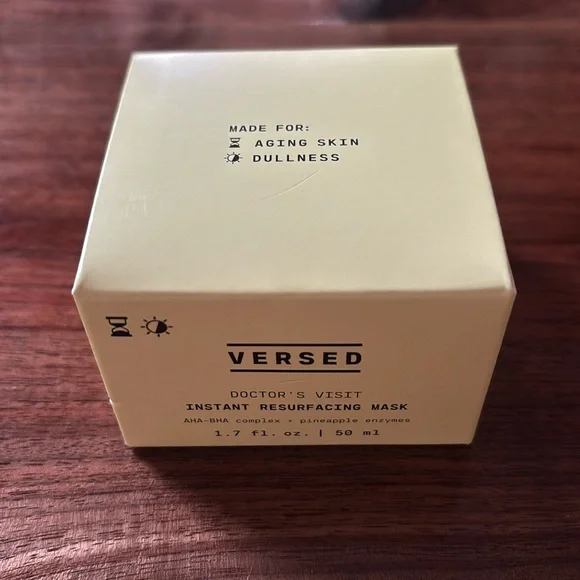 MADE FOR:
AGING SKIN
DULLNESS
VERSED
DOCTOR'S VISIT
INSTANT RESURFACING MASK
AHA-BHA complex + pineapple enzymes
1.7 fl. oz. | 50 ml